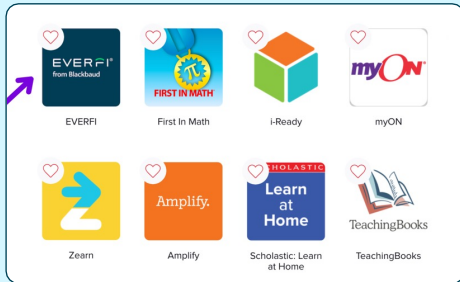 EVERFI®
from Blackbaud
FIRST IN MATH
π
myON®
EVERFI
First In Math
i-Ready
myON
Amplify.
SCHOLASTIC
Learn
at
Home
TeachingBooks
Zearn
Amplify
Scholastic: Learn
at Home
TeachingBooks